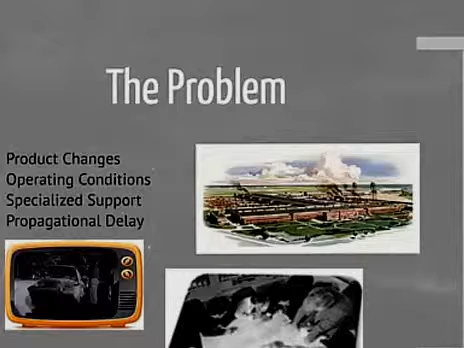 The Problem
Product Changes
Operating Conditions
Specialized Support
Propagational Delay